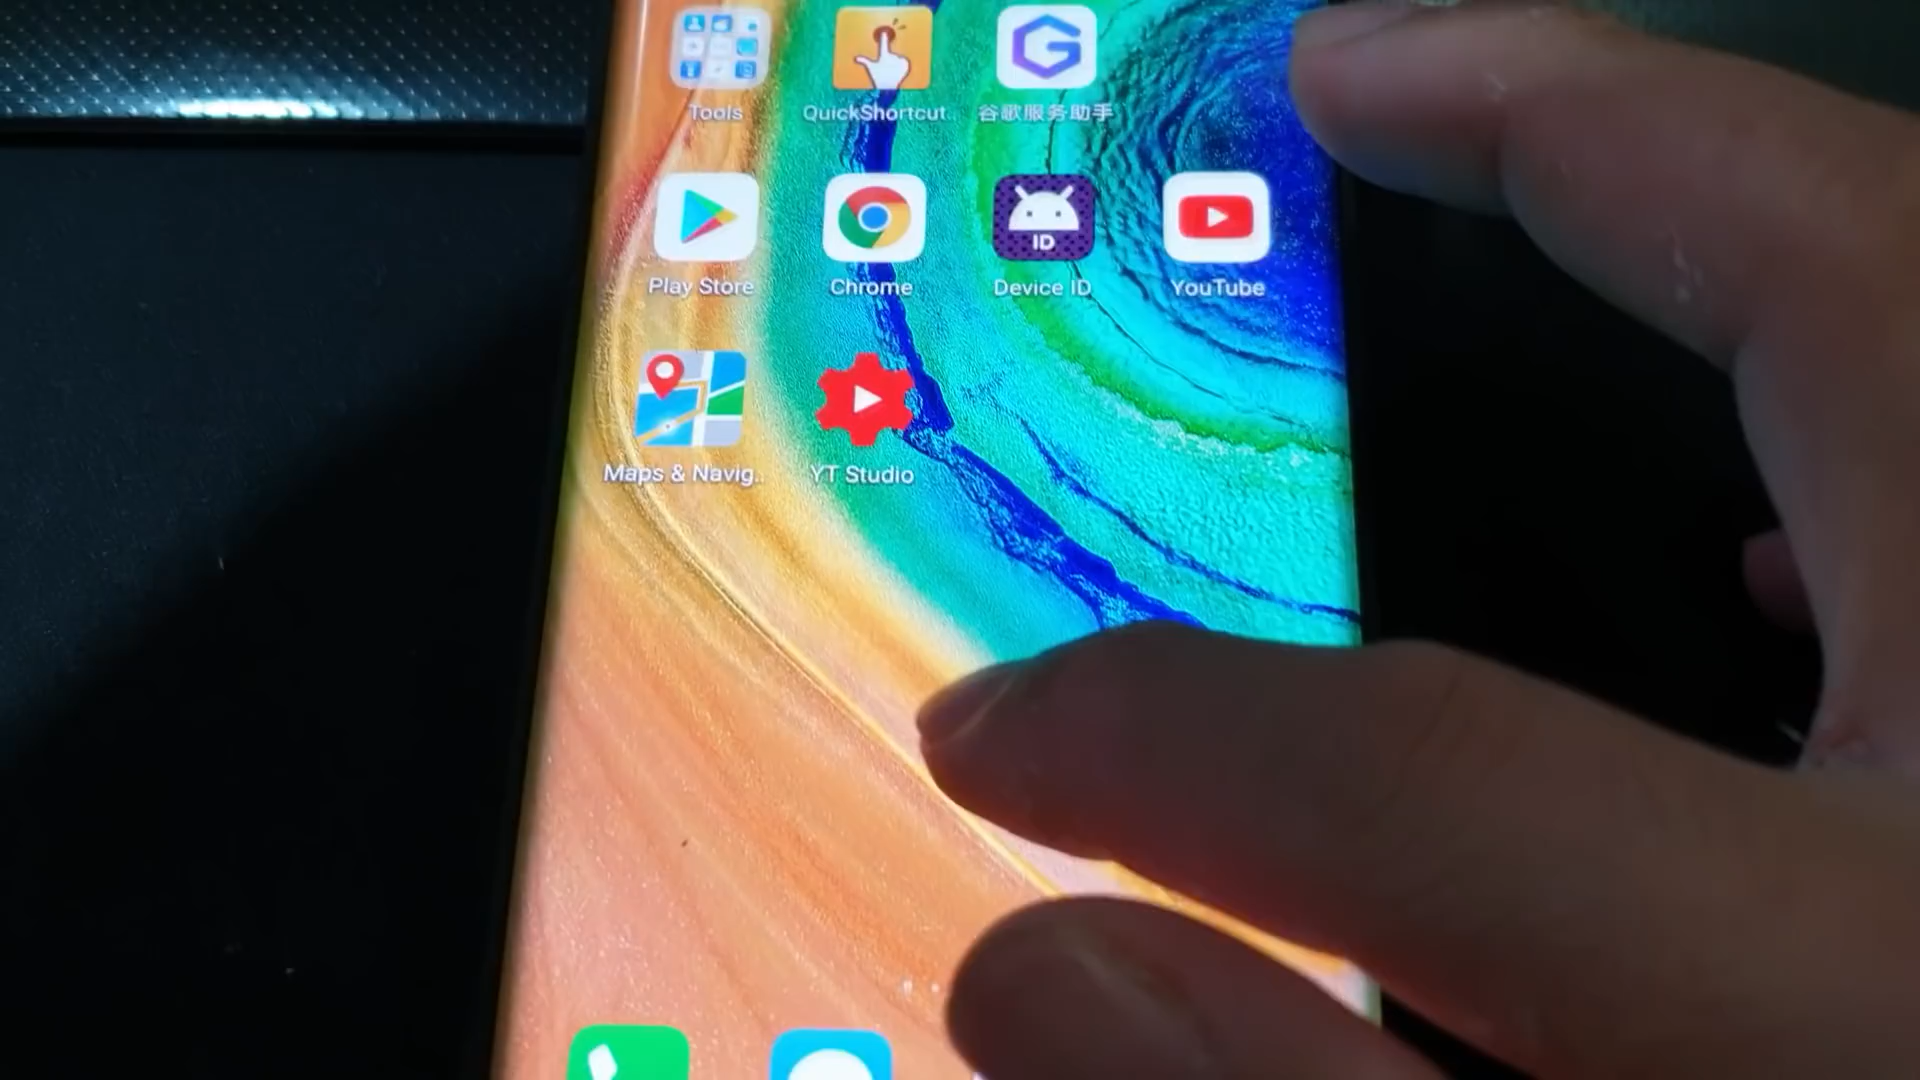 Tools
QuickShortcut..
谷歌服务助手
Play Store
Chrome
ID
Device ID
YouTube
Maps & Navig..
YT Studio